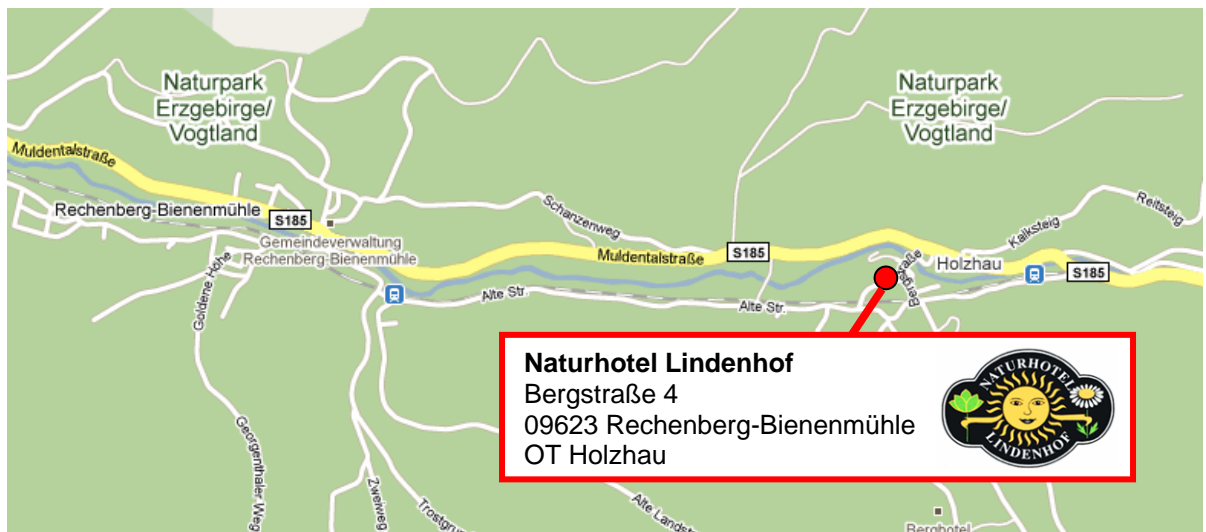 Naturpark
Erzgebirge/
Vogtland
Naturpark
Erzgebirge/
Vogtland
Muldentalstraße
Rechenberg-Bienenmühle
S185
Gemeindeverwaltung
Rechenberg-Bienenmühle
Schanzenweg
Muldentalstraße
S185
Kalksteig
Reitsteig
Bergstraße
Holzhau
S185
Goldene Höhe
Alte Str.
Alte Str.
Naturhotel Lindenhof
Bergstraße 4
09623 Rechenberg-Bienenmühle
OT Holzhau
NATURHOTEL
LINDENHOF
Georgenthaler Weg
Zweiweg
Trostgrun
Alte Landst
Berghotel